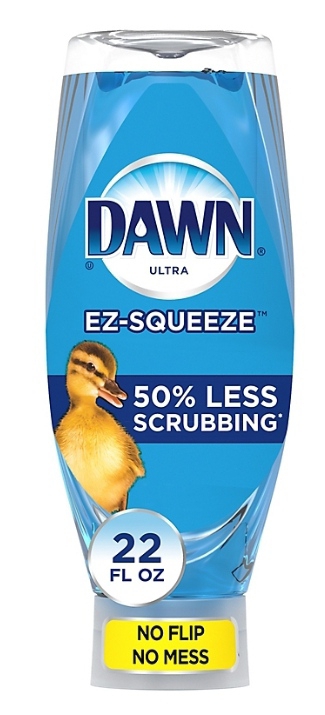 DAWN®
ULTRA
EZ-SQUEEZE™
50% LESS
SCRUBBING*
22
FL OZ
NO FLIP
NO MESS